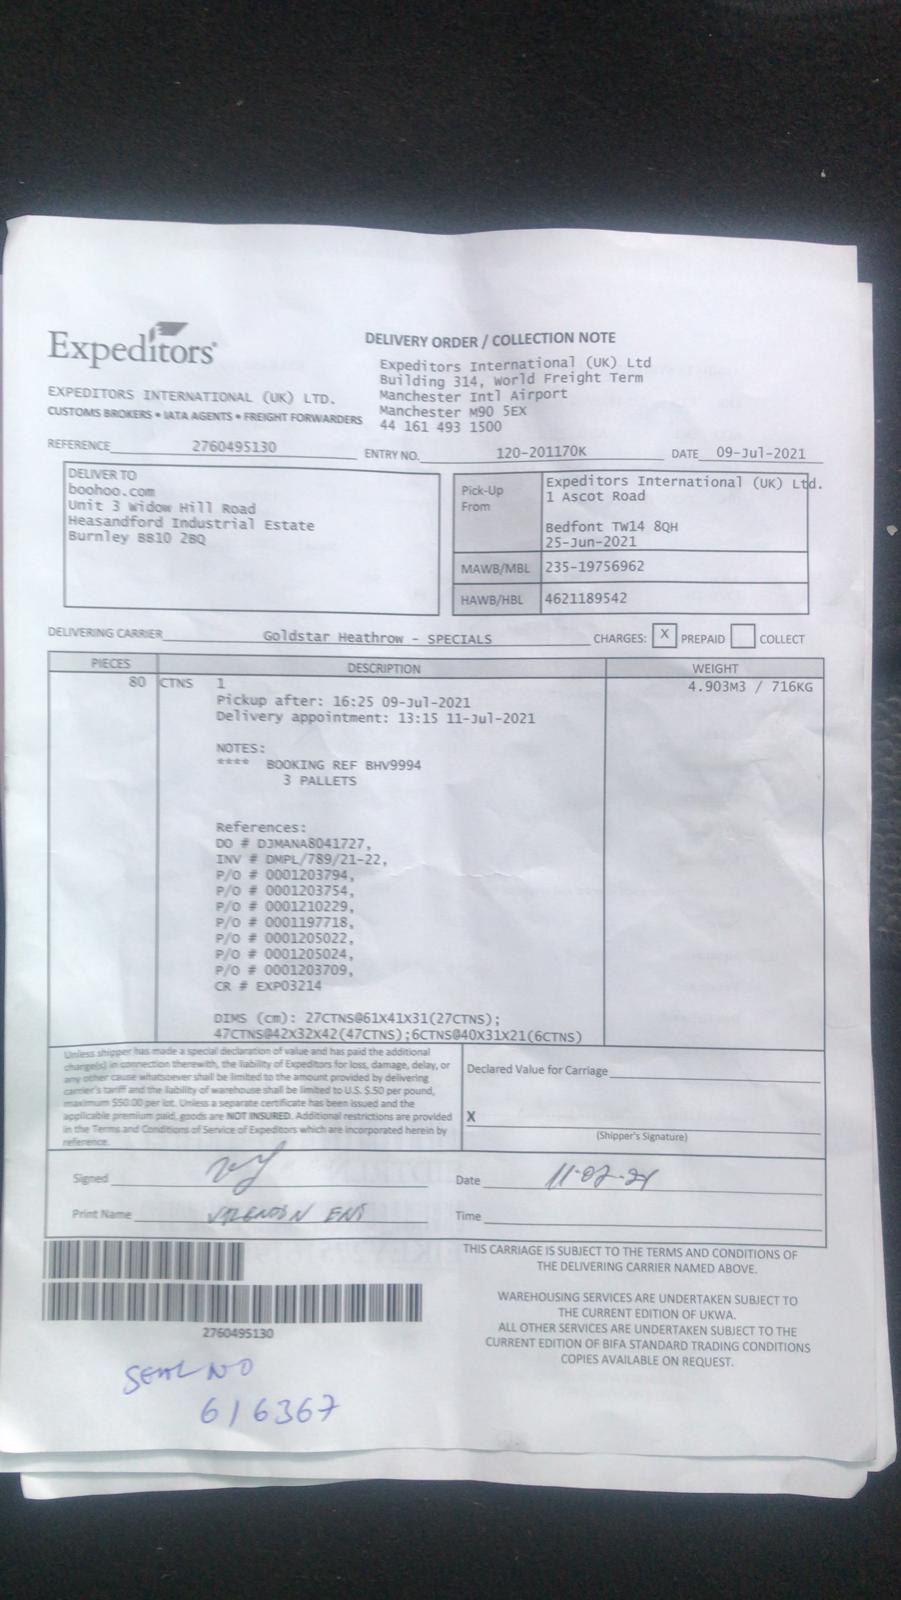 Expeditors
EXPEDITORS INTERNATIONAL (UK) LTD.
CUSTOMS BROKERS • IATA AGENTS • FREIGHT FORWARDERS
DELIVERY ORDER / COLLECTION NOTE
Expeditors International (UK) Ltd
Building 314, World Freight Term
Manchester Intl Airport
Manchester M90 5EX
44 161 493 1500
REFERENCE 2760495130
ENTRY NO. 120-201170K DATE 09-Jul-2021
DELIVER TO
boohoo.com
Unit 3 Widow Hill Road
Heasandford Industrial Estate
Burnley BB10 2BQ
Pick-Up From
Expeditors International (UK) Ltd.
1 Ascot Road
Bedfont TW14 8QH
25-Jun-2021
MAWB/MBL 235-19756962
HAWB/HBL 4621189542
DELIVERING CARRIER Goldstar Heathrow - SPECIALS CHARGES: X PREPAID COLLECT
PIECES DESCRIPTION WEIGHT
80 CTNS 1 4.903M3 / 716KG
Pickup after: 16:25 09-Jul-2021
Delivery appointment: 13:15 11-Jul-2021
NOTES:
**** BOOKING REF BHV9994
3 PALLETS
References:
DO # DJMANA8041727,
INV # DMPL/789/21-22,
P/O # 0001203794,
P/O # 0001203754,
P/O # 0001210229,
P/O # 0001197718,
P/O # 0001205022,
P/O # 0001205024,
P/O # 0001203709,
CR # EXP03214
DIMS (cm): 27CTNS@61X41X31(27CTNS);
47CTNS@42X32X42(47CTNS);6CTNS@40X31X21(6CTNS)
Unless shipper has made a special declaration of value and has paid the additional
charge(s) in connection therewith, the liability of Expeditors for loss, damage, delay, or
any other cause whatsoever shall be limited to the amount provided by delivering
carrier's tariff and the liability of warehouse shall be limited to U.S. $.50 per pound,
maximum $50.00 per lot. Unless a separate certificate has been issued and the
applicable premium paid, goods are NOT INSURED. Additional restrictions are provided
in the Terms and Conditions of Service of Expeditors which are incorporated herein by
reference.
Declared Value for Carriage
X
(Shipper's Signature)
Signed
Date 11-07-21
Print Name
Time
THIS CARRIAGE IS SUBJECT TO THE TERMS AND CONDITIONS OF
THE DELIVERING CARRIER NAMED ABOVE.
WAREHOUSING SERVICES ARE UNDERTAKEN SUBJECT TO
THE CURRENT EDITION OF UKWA.
ALL OTHER SERVICES ARE UNDERTAKEN SUBJECT TO THE
CURRENT EDITION OF BIFA STANDARD TRADING CONDITIONS
COPIES AVAILABLE ON REQUEST.
2760495130
SEAL NO
616367